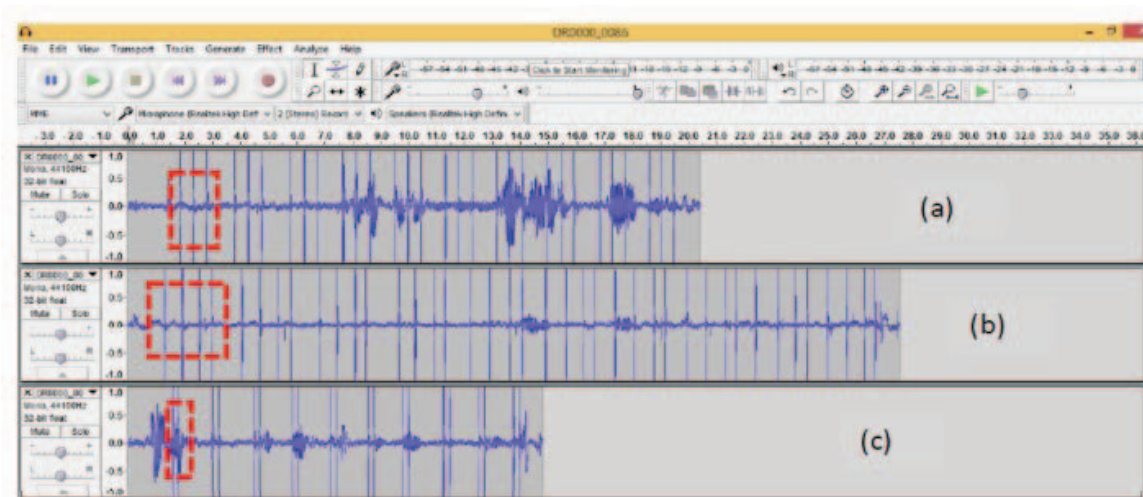 DR0000_0086
File Edit View Transport Tracks Generate Effect Analyze Help
Click to Start Monitoring
MME Microphone (Realtek High Defi 2 (Stereo) Record Speakers (Realtek High Defini
-3.0 -2.0 -1.0 0.0 1.0 2.0 3.0 4.0 5.0 6.0 7.0 8.0 9.0 10.0 11.0 12.0 13.0 14.0 15.0 16.0 17.0 18.0 19.0 20.0 21.0 22.0 23.0 24.0 25.0 26.0 27.0 28.0 29.0 30.0 31.0 32.0 33.0 34.0 35.0 36.0
X DR0000_00 1.0
Mono, 44100Hz
32-bit float
0.5
Mute Solo
0.0
L R -0.5
-1.0
(a)
X DR0000_00 1.0
Mono, 44100Hz
32-bit float
0.5
Mute Solo
0.0
L R -0.5
-1.0
(b)
X DR0000_00 1.0
Mono, 44100Hz
32-bit float
0.5
Mute Solo
0.0
L R -0.5
-1.0
(c)